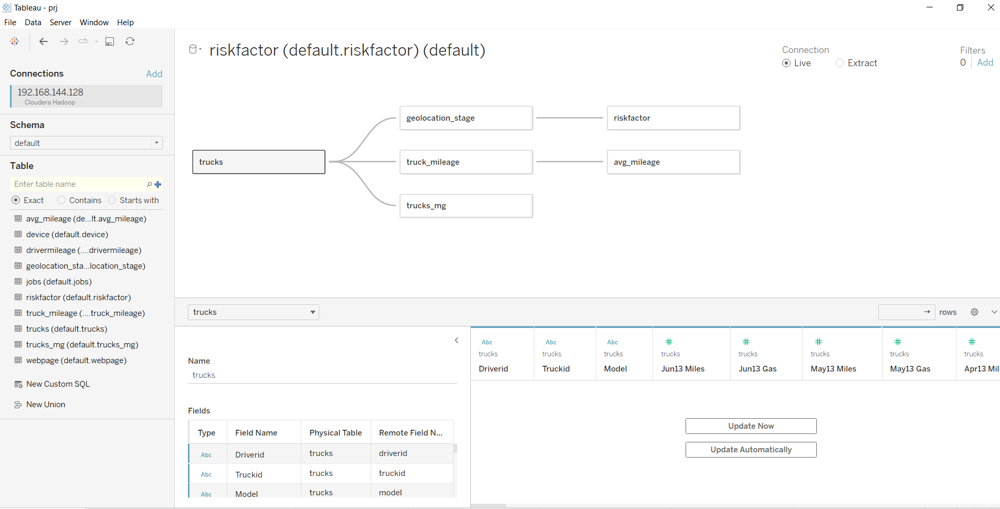 Tableau - prj
File Data Server Window Help
Connections Add
192.168.144.128
Cloudera Hadoop
Schema
default
Table
Enter table name
Exact Contains Starts with
avg_mileage (de...lt.avg_mileage)
device (default.device)
drivermileage (....drivermileage)
geolocation_sta...location_stage)
jobs (default.jobs)
riskfactor (default.riskfactor)
truck_mileage (....truck_mileage)
trucks (default.trucks)
trucks_mg (default.trucks_mg)
webpage (default.webpage)
New Custom SQL
New Union
riskfactor (default.riskfactor) (default)
Connection
Live Extract
Filters
0 Add
geolocation_stage riskfactor
trucks truck_mileage avg_mileage
trucks_mg
trucks rows
Name
trucks
Fields
Type Field Name Physical Table Remote Field N...
Abc Driverid trucks driverid
Abc Truckid trucks truckid
Abc Model trucks model
Abc Abc Abc # # # # #
trucks trucks trucks trucks trucks trucks trucks trucks
Driverid Truckid Model Jun13 Miles Jun13 Gas May13 Miles May13 Gas Apr13 Mil
Update Now
Update Automatically